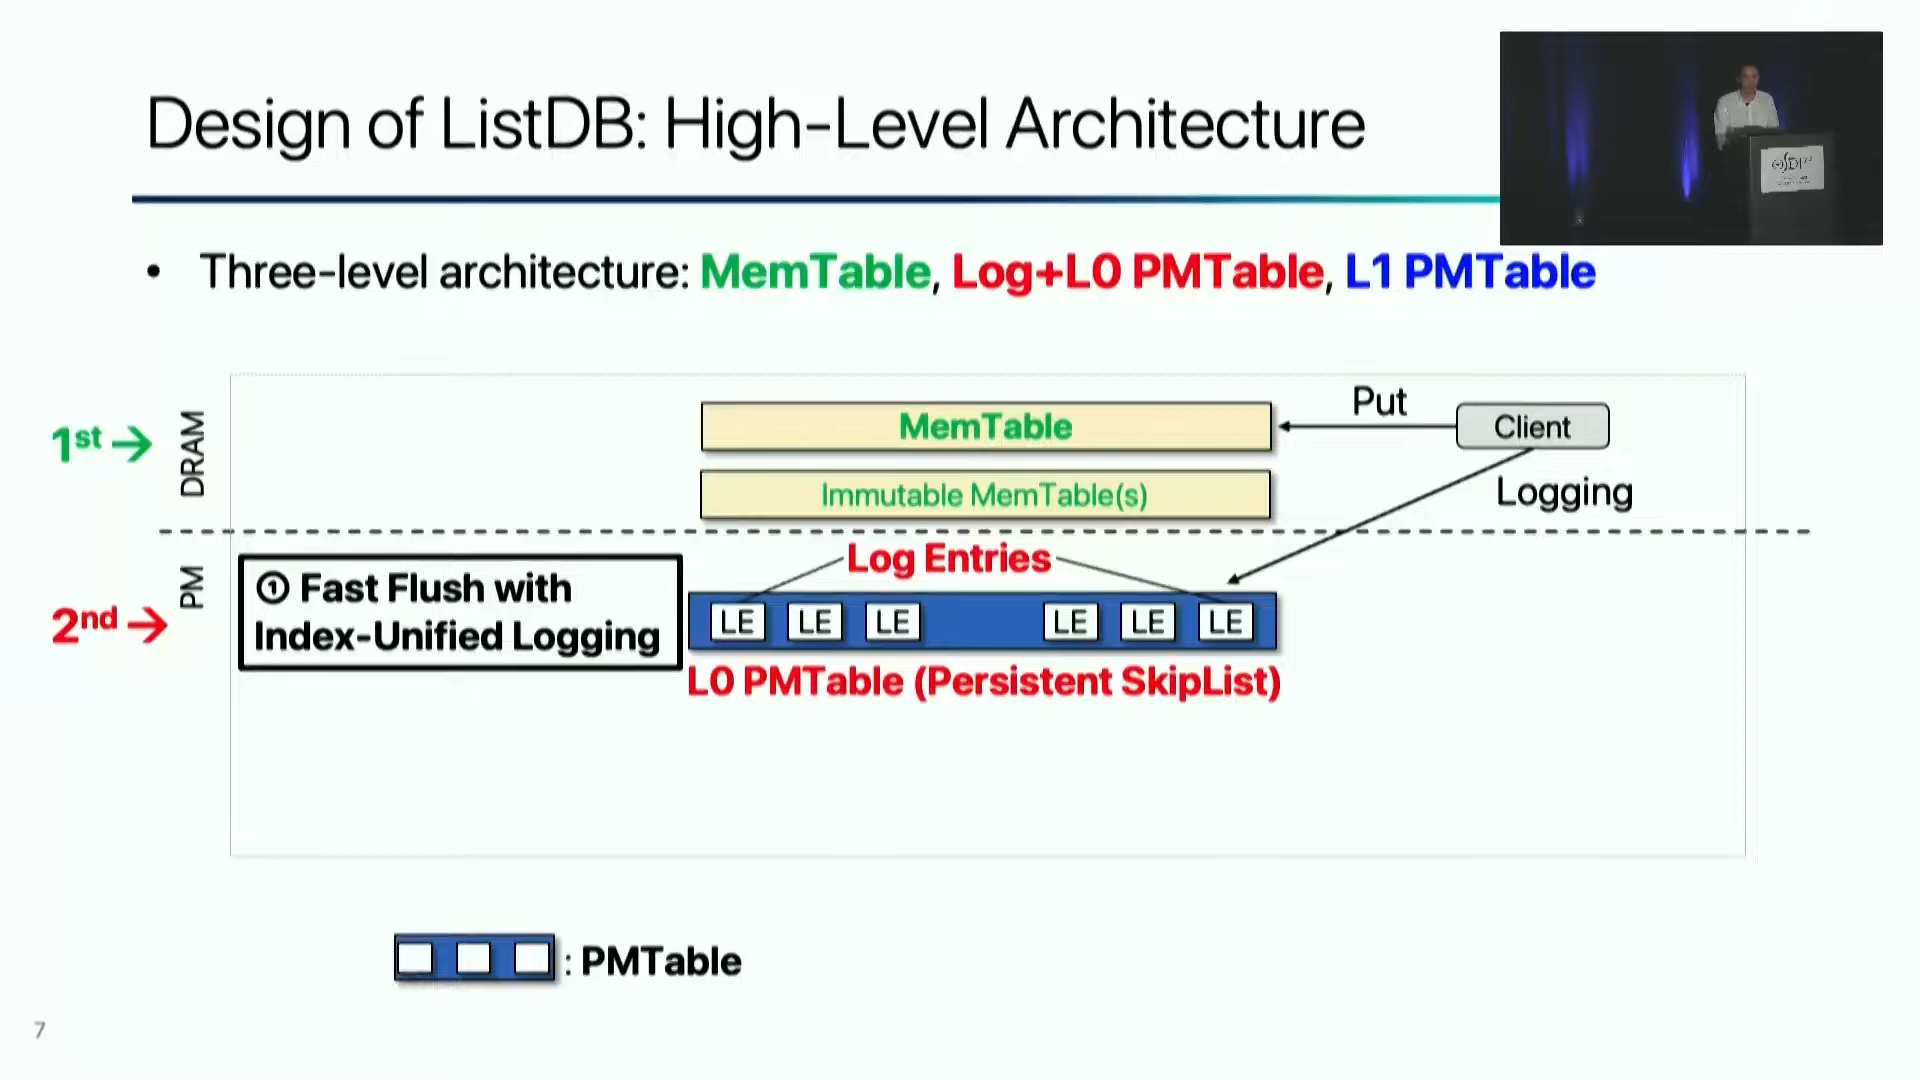 Design of ListDB: High-Level Architecture
• Three-level architecture: MemTable, Log+L0 PMTable, L1 PMTable
1st →
DRAM
MemTable
Put
Client
Immutable MemTable(s)
Logging
2nd →
PM
① Fast Flush with
Index-Unified Logging
Log Entries
LE LE LE LE LE LE
L0 PMTable (Persistent SkipList)
: PMTable
7